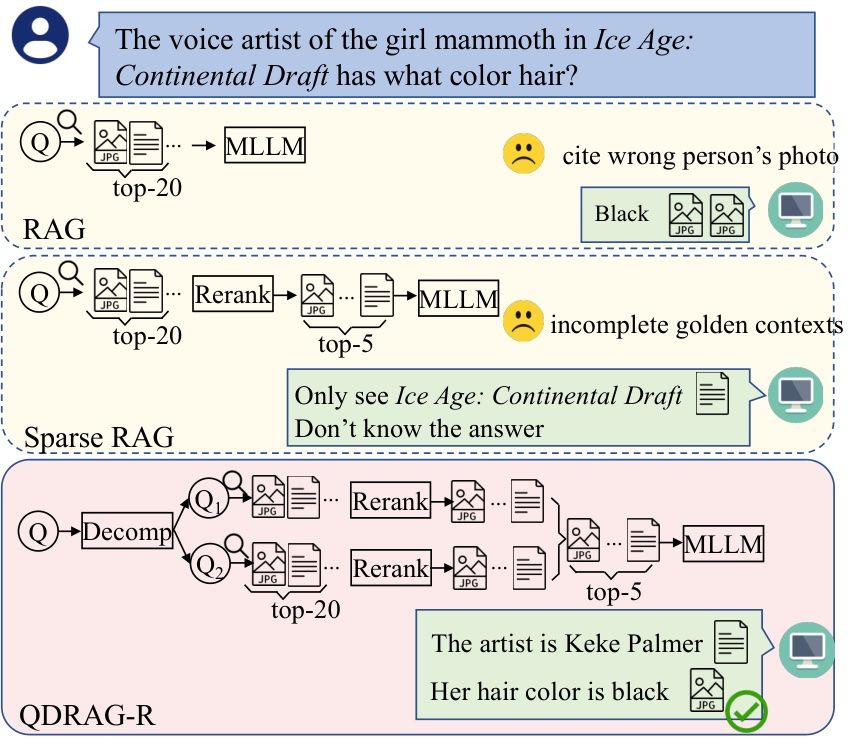 The voice artist of the girl mammoth in Ice Age:
Continental Draft has what color hair?
Q
JPG
...
MLLM
top-20
cite wrong person's photo
Black
JPG
JPG
RAG
Q
JPG
...
Rerank
JPG
...
MLLM
top-20
top-5
incomplete golden contexts
Only see Ice Age: Continental Draft
Don't know the answer
Sparse RAG
Q
Decomp
Q1
JPG
...
Rerank
JPG
...
Q2
JPG
...
Rerank
JPG
...
JPG
...
MLLM
top-20
top-5
The artist is Keke Palmer
Her hair color is black
JPG
QDRAG-R